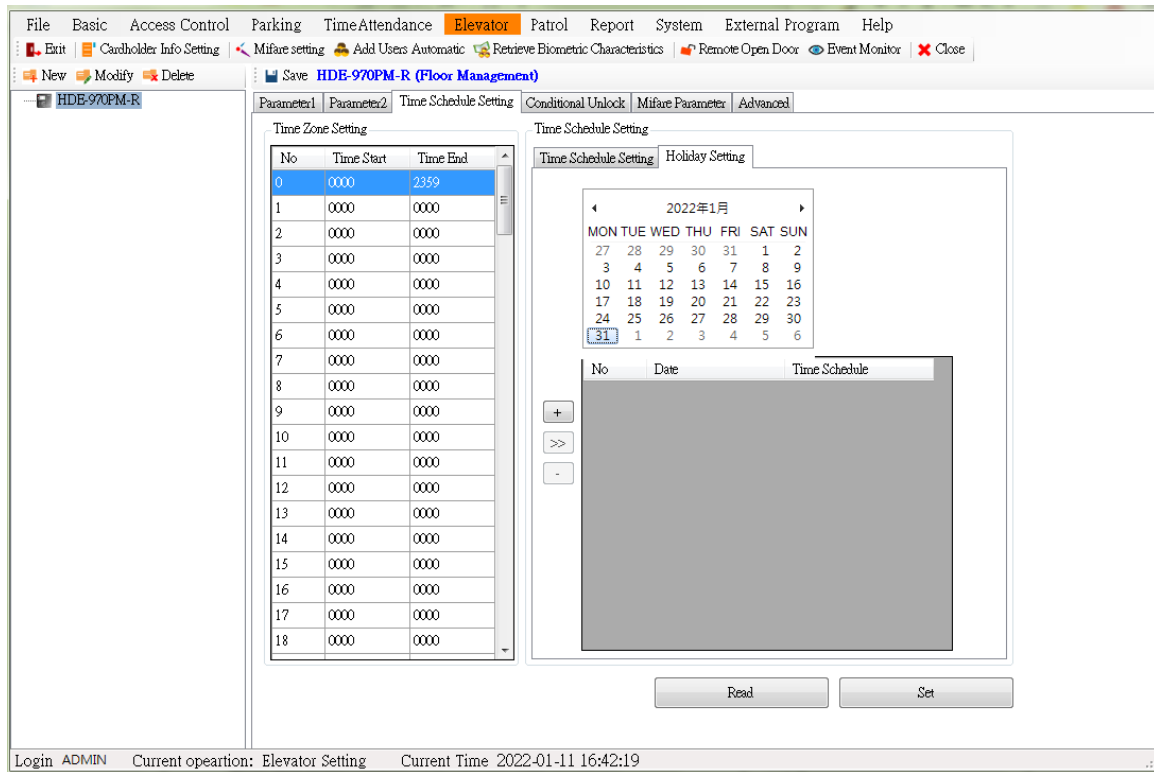 File Basic Access Control Parking TimeAttendance Elevator Patrol Report System External Program Help
Exit Cardholder Info Setting Mifare setting Add Users Automatic Retrieve Biometric Characteristics Remote Open Door Event Monitor Close
New Modify Delete
Save HDE-970PM-R (Floor Management)
HDE-970PM-R
Parameter1 Parameter2 Time Schedule Setting Conditional Unlock Mifare Parameter Advanced
Time Zone Setting
No Time Start Time End
0 0000 2359
1 0000 0000
2 0000 0000
3 0000 0000
4 0000 0000
5 0000 0000
6 0000 0000
7 0000 0000
8 0000 0000
9 0000 0000
10 0000 0000
11 0000 0000
12 0000 0000
13 0000 0000
14 0000 0000
15 0000 0000
16 0000 0000
17 0000 0000
18 0000 0000
Time Schedule Setting
Time Schedule Setting Holiday Setting
2022年1月
MON TUE WED THU FRI SAT SUN
27 28 29 30 31 1 2
3 4 5 6 7 8 9
10 11 12 13 14 15 16
17 18 19 20 21 22 23
24 25 26 27 28 29 30
31 1 2 3 4 5 6
No Date Time Schedule
+
>>
-
Read Set
Login ADMIN Current opeartion: Elevator Setting Current Time 2022-01-11 16:42:19